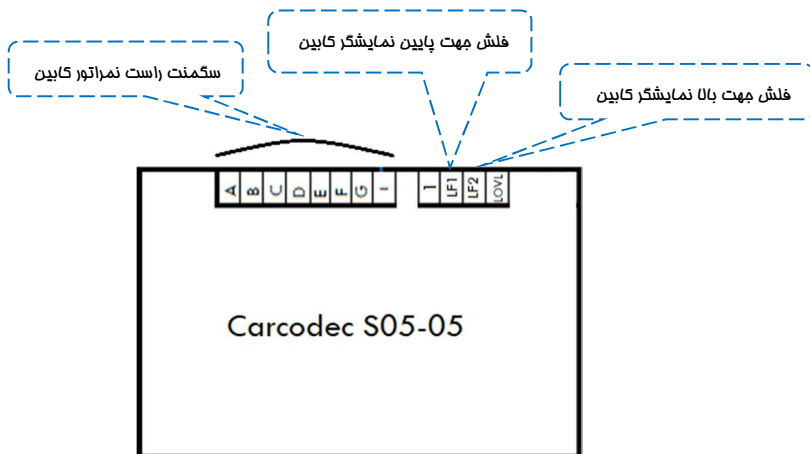 فلش جهت پایین نمایشگر کابین
سگمنت راست نمراتور کابین
فلش جهت بالا نمایشگر کابین
A B C D E F G I 1 LF1 LF2 LOVL
Carcodec S05-05